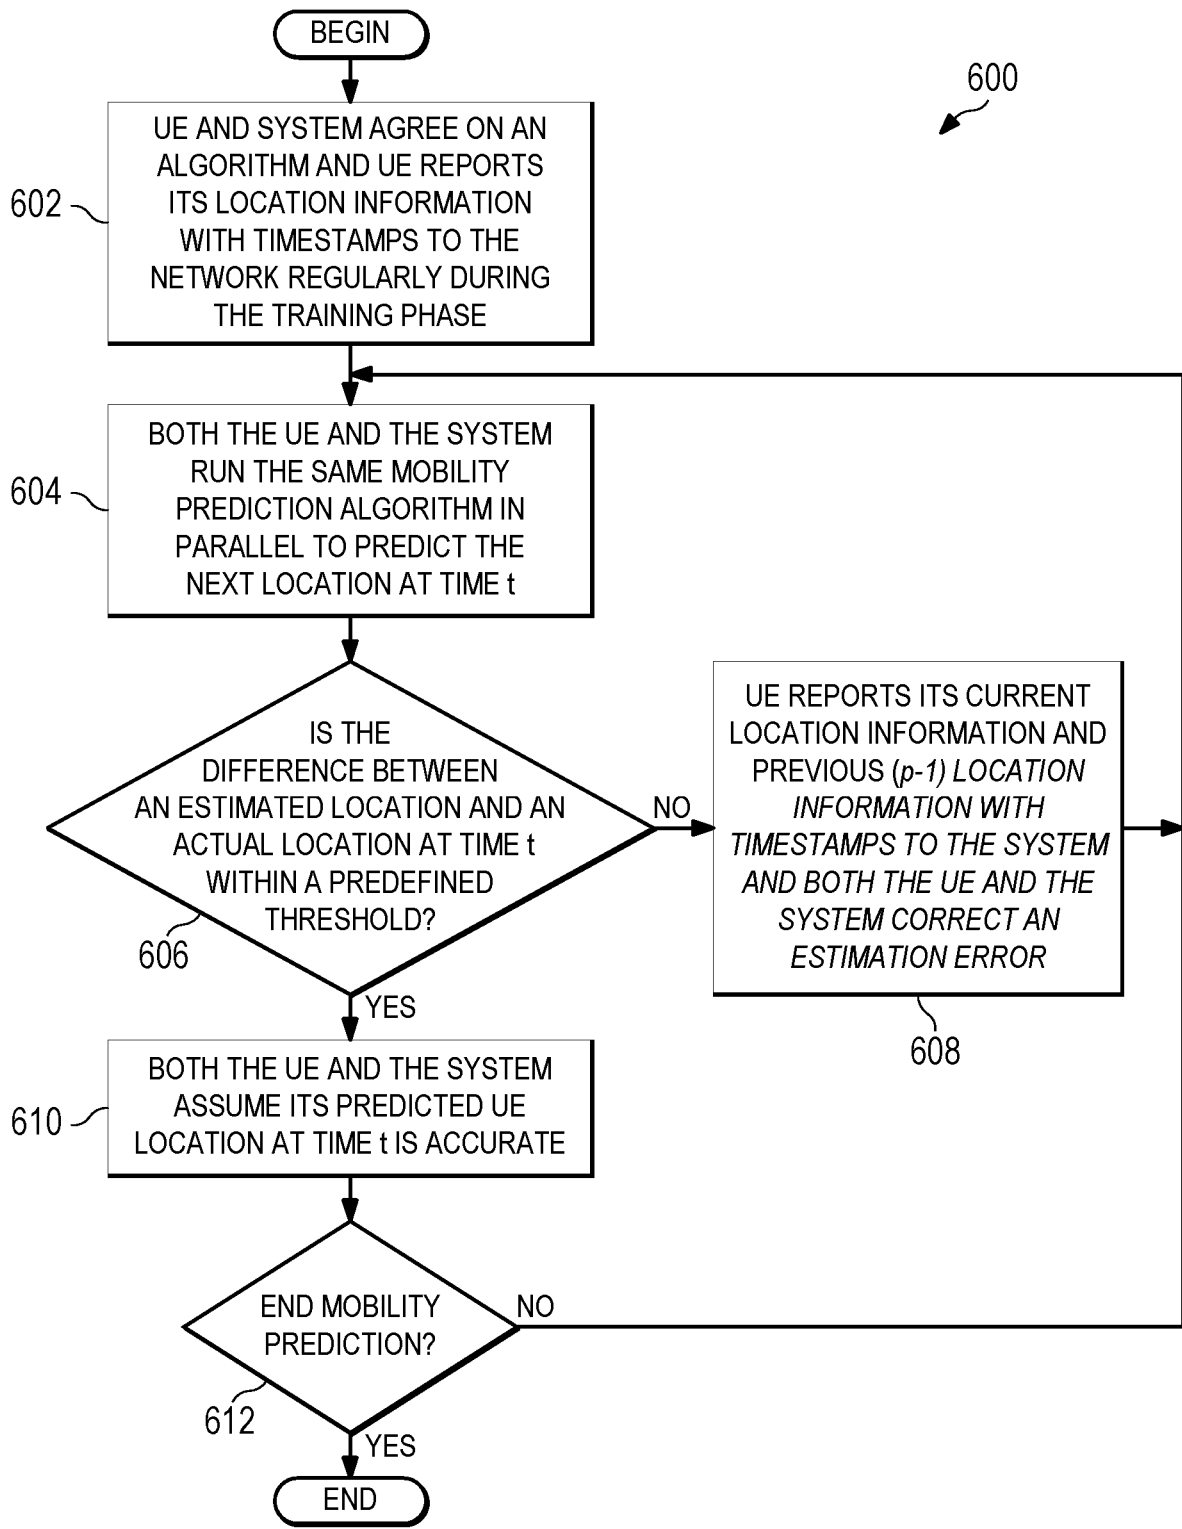 BEGIN
600
UE AND SYSTEM AGREE ON AN
ALGORITHM AND UE REPORTS
ITS LOCATION INFORMATION
WITH TIMESTAMPS TO THE
NETWORK REGULARLY DURING
THE TRAINING PHASE
602
BOTH THE UE AND THE SYSTEM
RUN THE SAME MOBILITY
PREDICTION ALGORITHM IN
PARALLEL TO PREDICT THE
NEXT LOCATION AT TIME t
604
IS THE
DIFFERENCE BETWEEN
AN ESTIMATED LOCATION AND AN
ACTUAL LOCATION AT TIME t
WITHIN A PREDEFINED
THRESHOLD?
606
NO
UE REPORTS ITS CURRENT
LOCATION INFORMATION AND
PREVIOUS (p-1) LOCATION
INFORMATION WITH
TIMESTAMPS TO THE SYSTEM
AND BOTH THE UE AND THE
SYSTEM CORRECT AN
ESTIMATION ERROR
608
YES
BOTH THE UE AND THE SYSTEM
ASSUME ITS PREDICTED UE
LOCATION AT TIME t IS ACCURATE
610
END MOBILITY
PREDICTION?
612
NO
YES
END